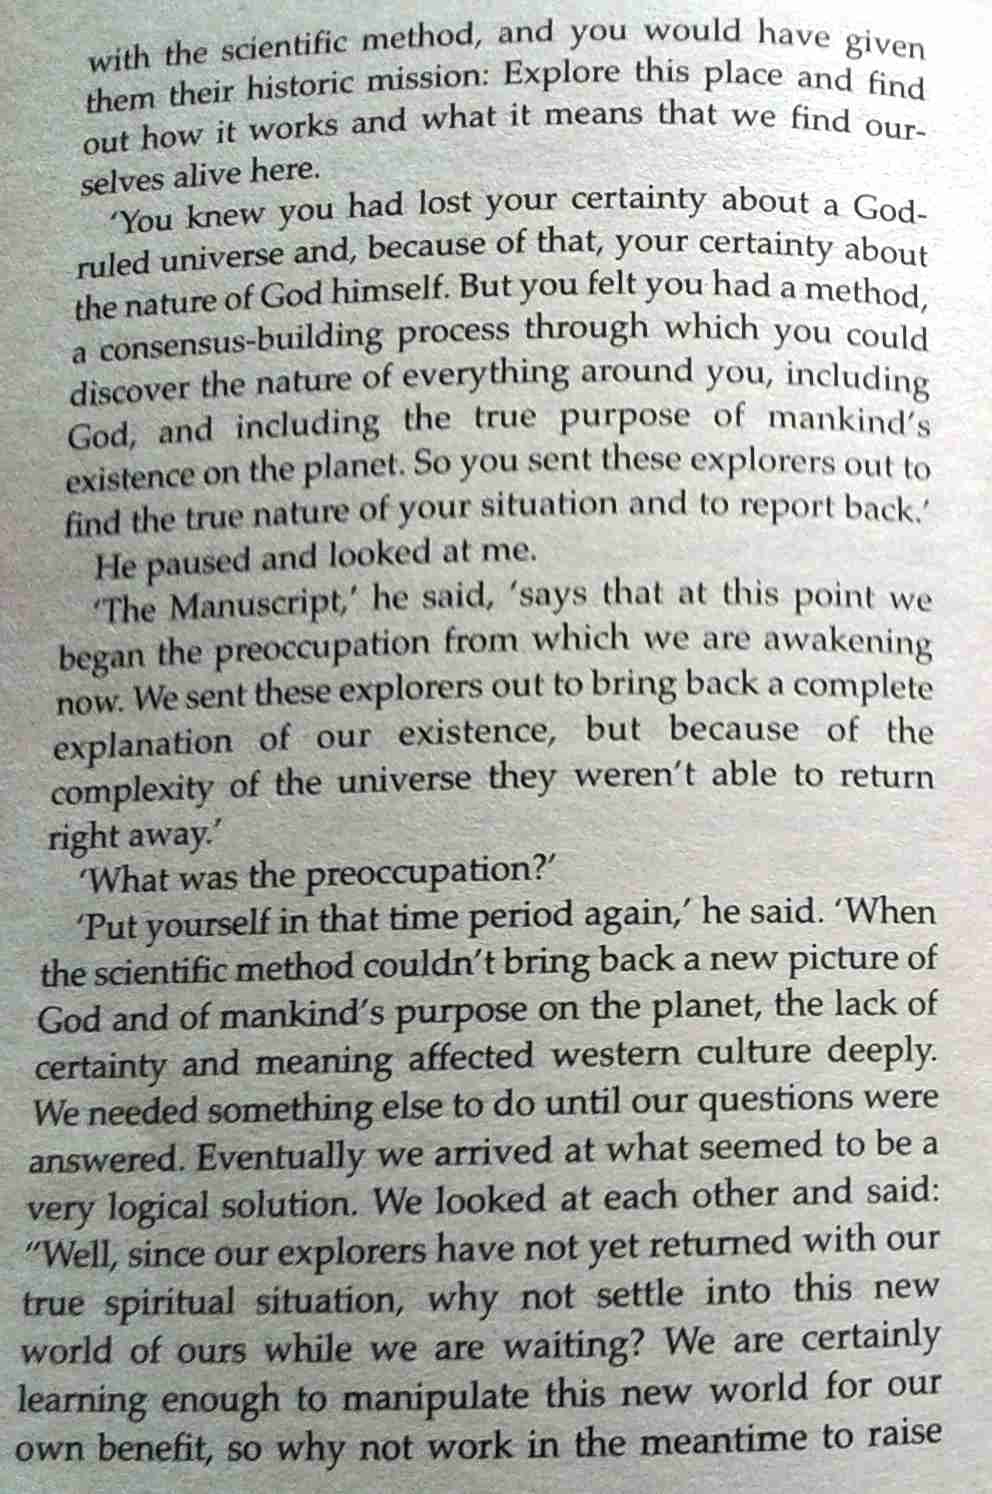 with the scientific method, and you would have given
them their historic mission: Explore this place and find
out how it works and what it means that we find our-
selves alive here.
'You knew you had lost your certainty about a God-
ruled universe and, because of that, your certainty about
the nature of God himself. But you felt you had a method,
a consensus-building process through which you could
discover the nature of everything around you, including
God, and including the true purpose of mankind's
existence on the planet. So you sent these explorers out to
find the true nature of your situation and to report back.'
He paused and looked at me.
'The Manuscript,' he said, 'says that at this point we
began the preoccupation from which we are awakening
now. We sent these explorers out to bring back a complete
explanation of our existence, but because of the
complexity of the universe they weren't able to return
right away.'
'What was the preoccupation?'
'Put yourself in that time period again,' he said. 'When
the scientific method couldn't bring back a new picture of
God and of mankind's purpose on the planet, the lack of
certainty and meaning affected western culture deeply.
We needed something else to do until our questions were
answered. Eventually we arrived at what seemed to be a
very logical solution. We looked at each other and said:
"Well, since our explorers have not yet returned with our
true spiritual situation, why not settle into this new
world of ours while we are waiting? We are certainly
learning enough to manipulate this new world for our
own benefit, so why not work in the meantime to raise